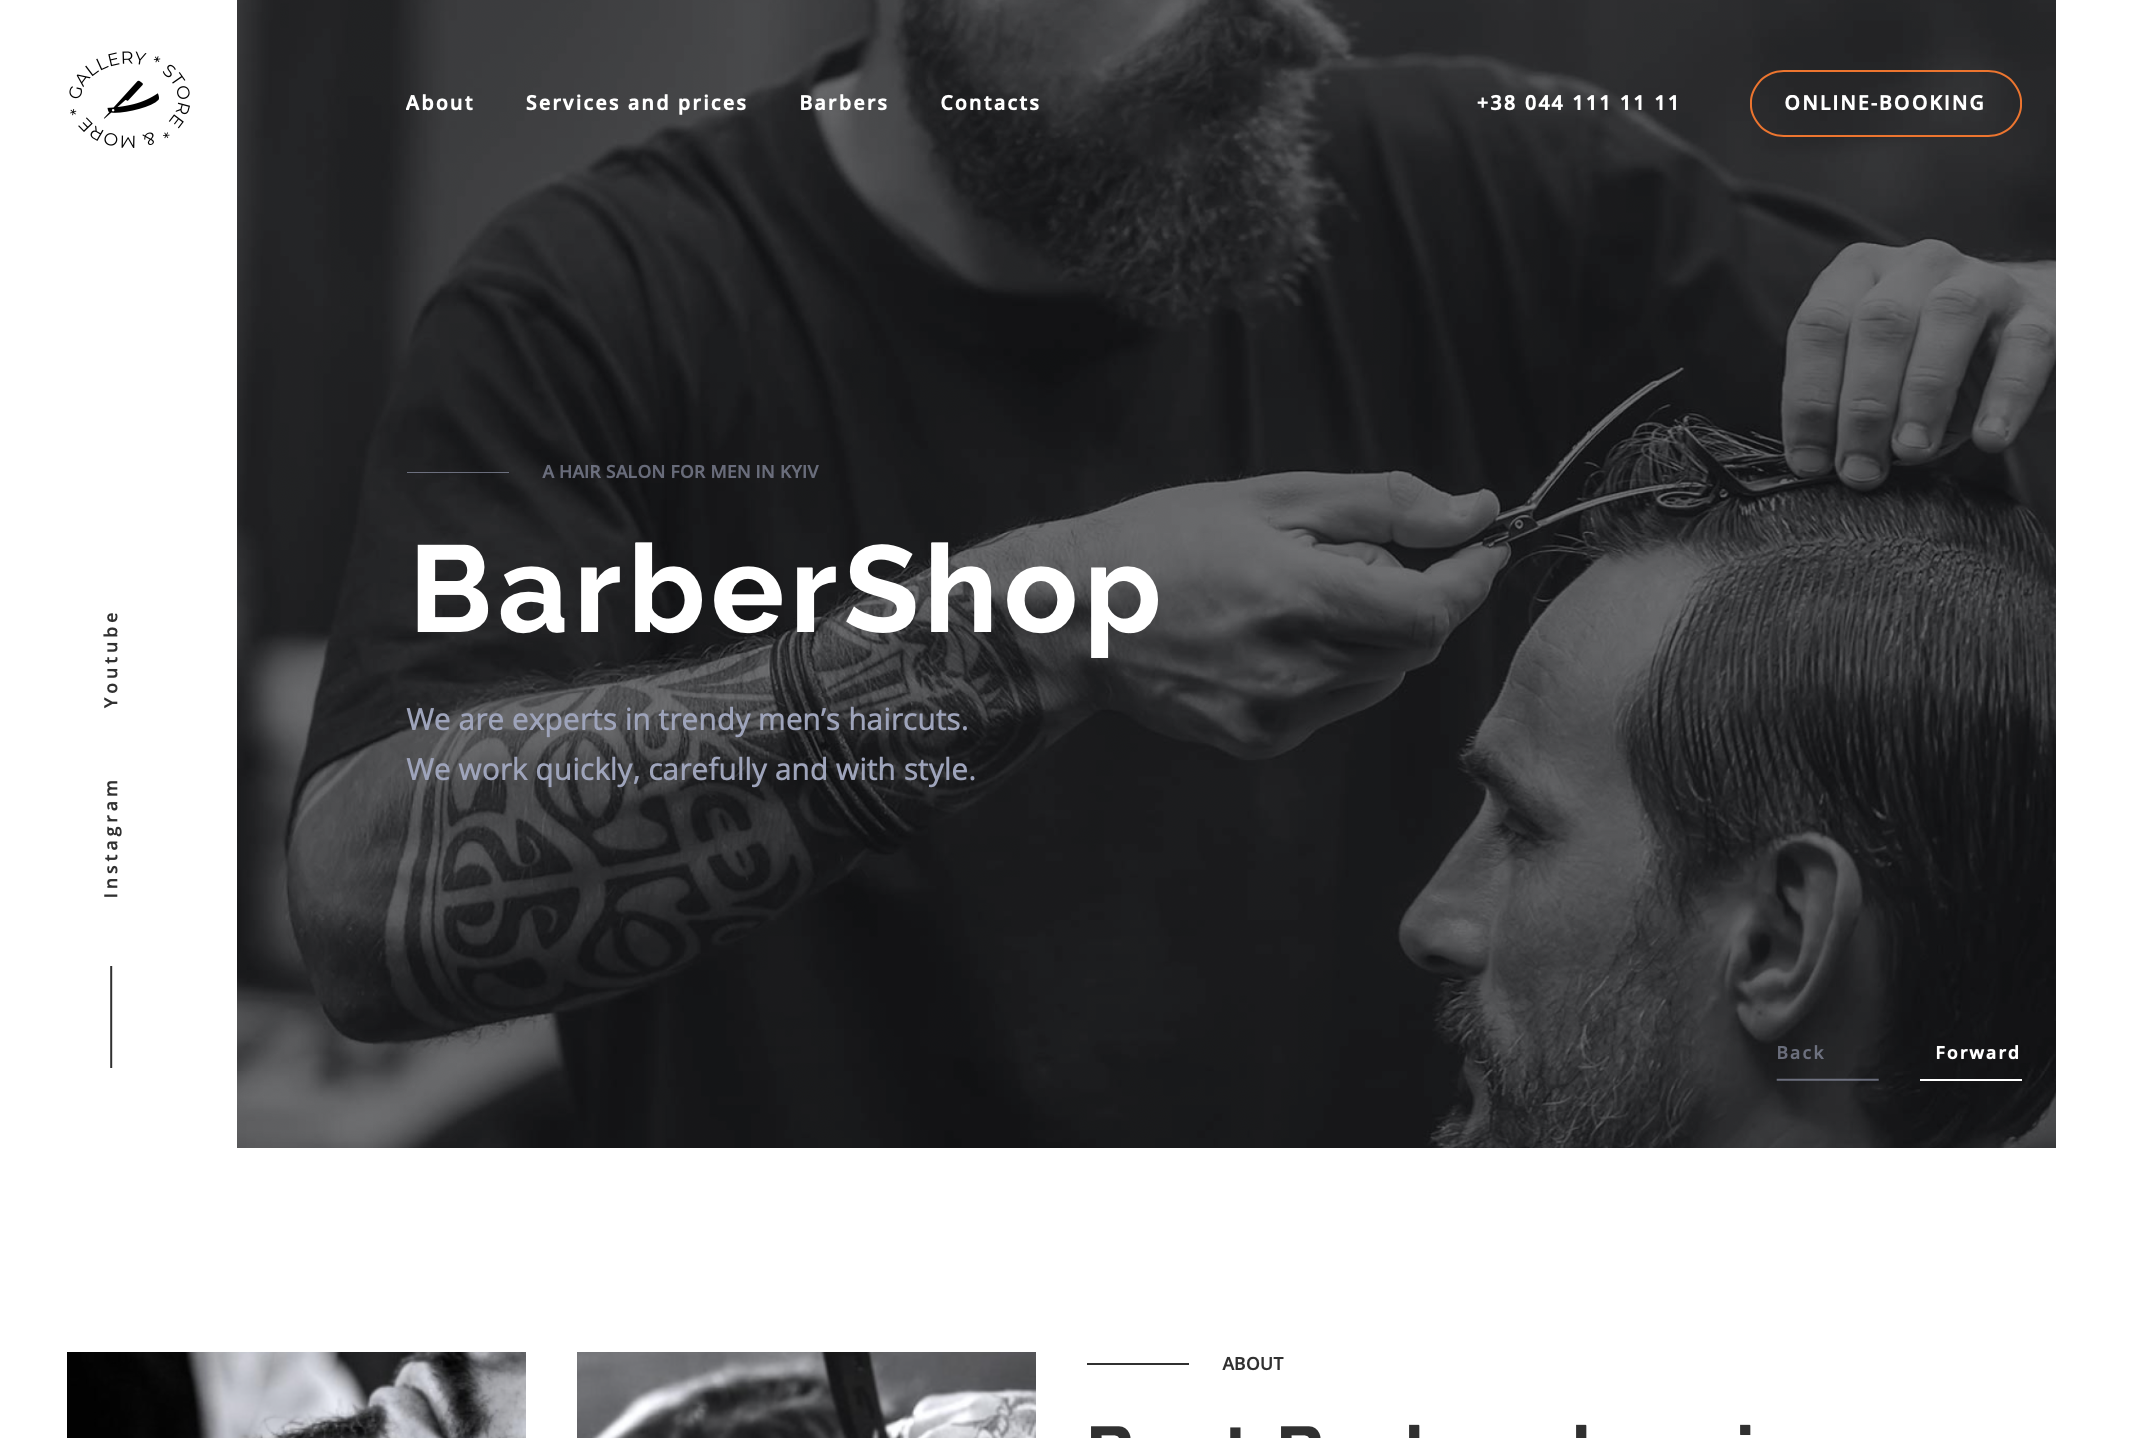 GALLERY * STORE * & MORE *
About
Services and prices
Barbers
Contacts
+38 044 111 11 11
ONLINE-BOOKING
A HAIR SALON FOR MEN IN KYIV
BarberShop
We are experts in trendy men’s haircuts.
We work quickly, carefully and with style.
Youtube
Instagram
Back
Forward
ABOUT